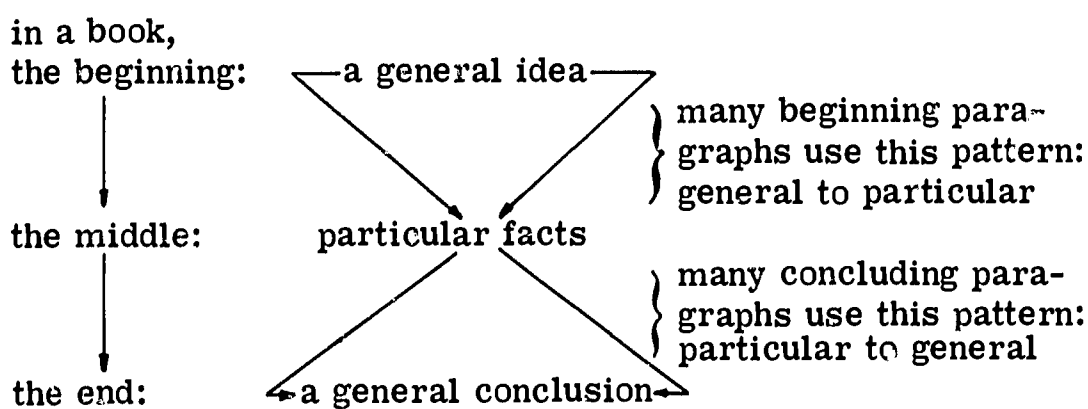 in a book,
the beginning: a general idea
many beginning para-
graphs use this pattern:
general to particular
the middle: particular facts
many concluding para-
graphs use this pattern:
particular to general
the end: a general conclusion